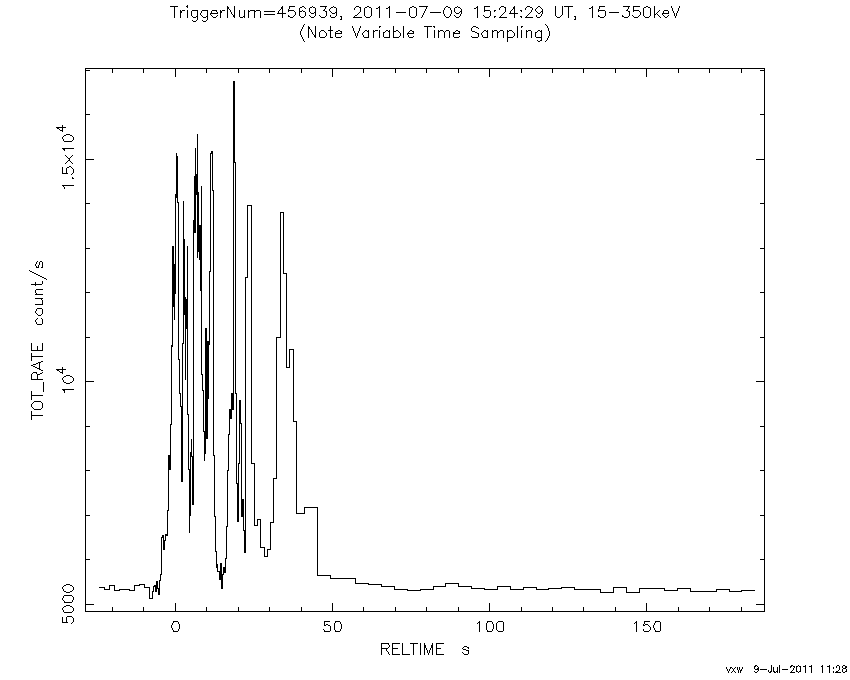 TriggerNum=456939, 2011-07-09 15:24:29 UT, 15-350keV
(Note Variable Time Sampling)
1.5×10⁴
10⁴
5000
TOT_RATE count/s
0 50 100 150
RELTIME s
vxw 9-Jul-2011 11:28